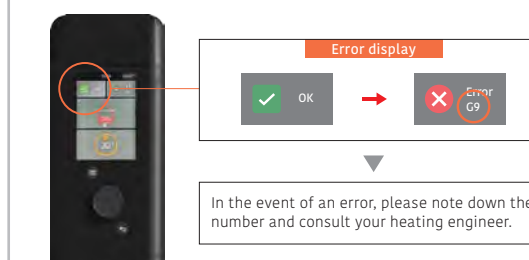 Error display
OK
Error
G9
In the event of an error, please note down the
number and consult your heating engineer.